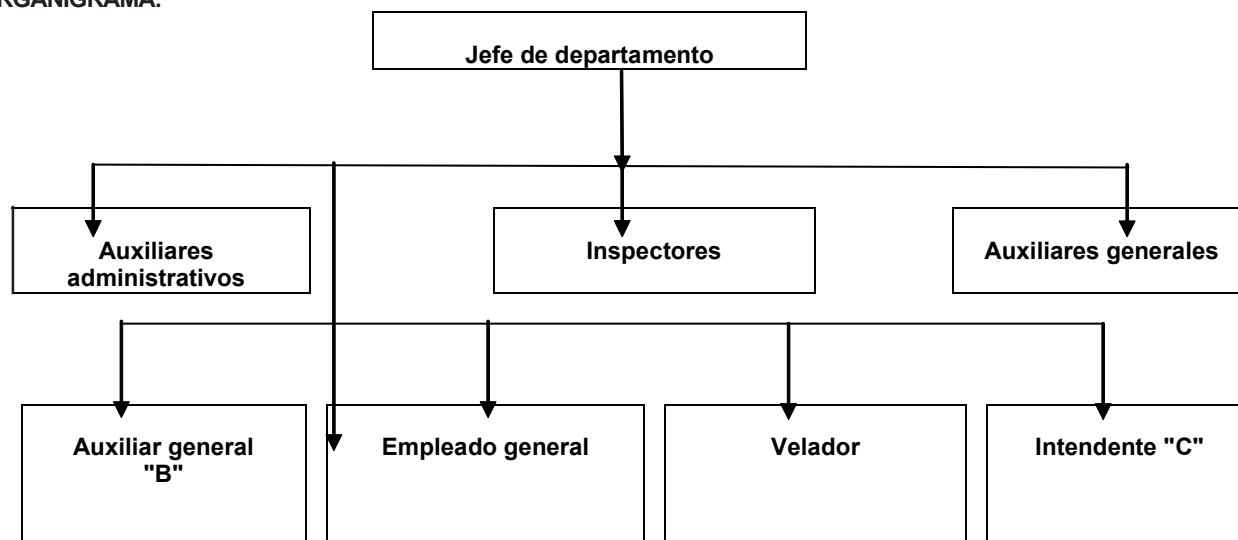 RGANIGRAMA.
Jefe de departamento
Auxiliares
administrativos
Inspectores
Auxiliares generales
Auxiliar general
"B"
Empleado general
Velador
Intendente "C"